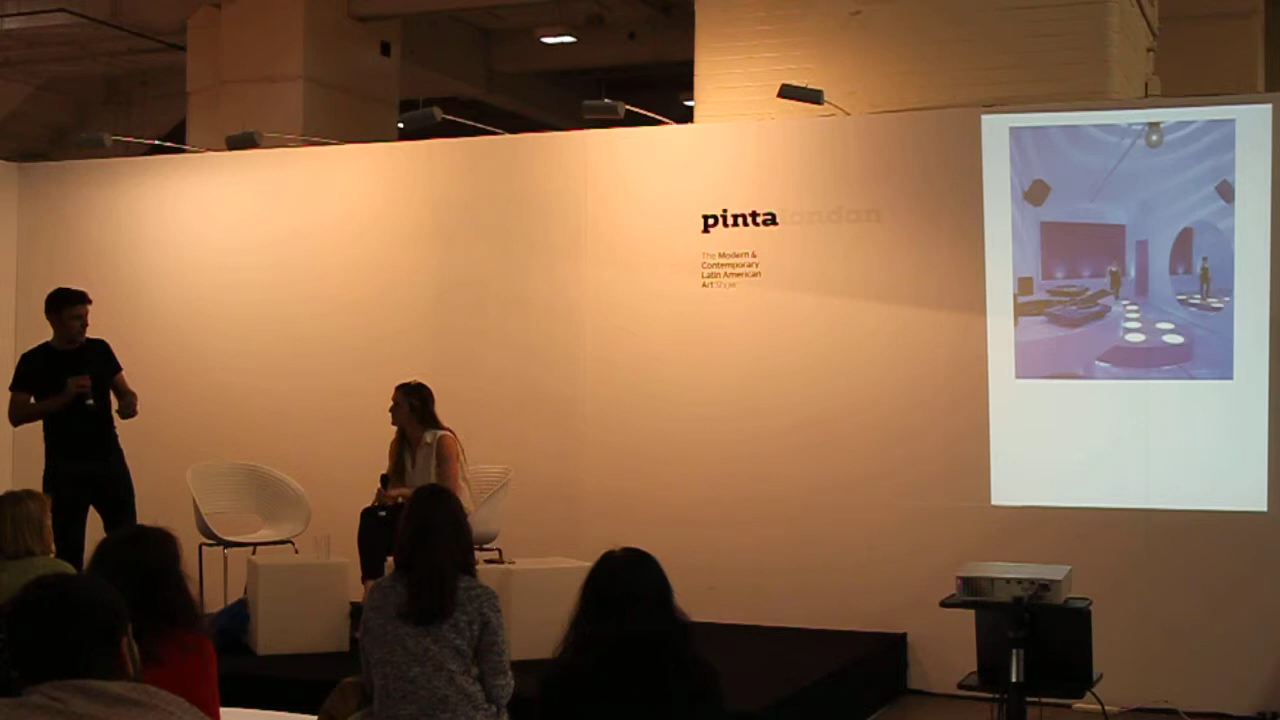 pinta london
The Modern &
Contemporary
Latin American
Art Show